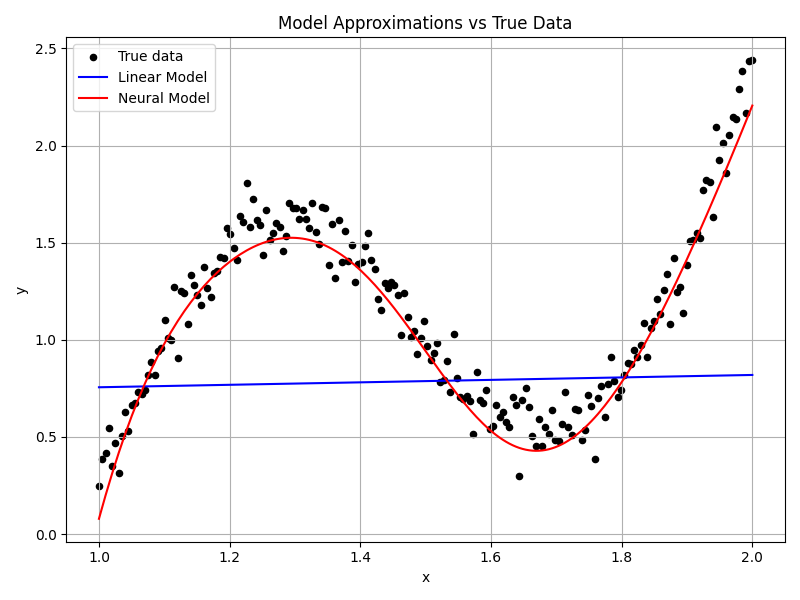 Model Approximations vs True Data
True data
Linear Model
Neural Model
y
2.5
2.0
1.5
1.0
0.5
0.0
1.0 1.2 1.4 1.6 1.8 2.0
x